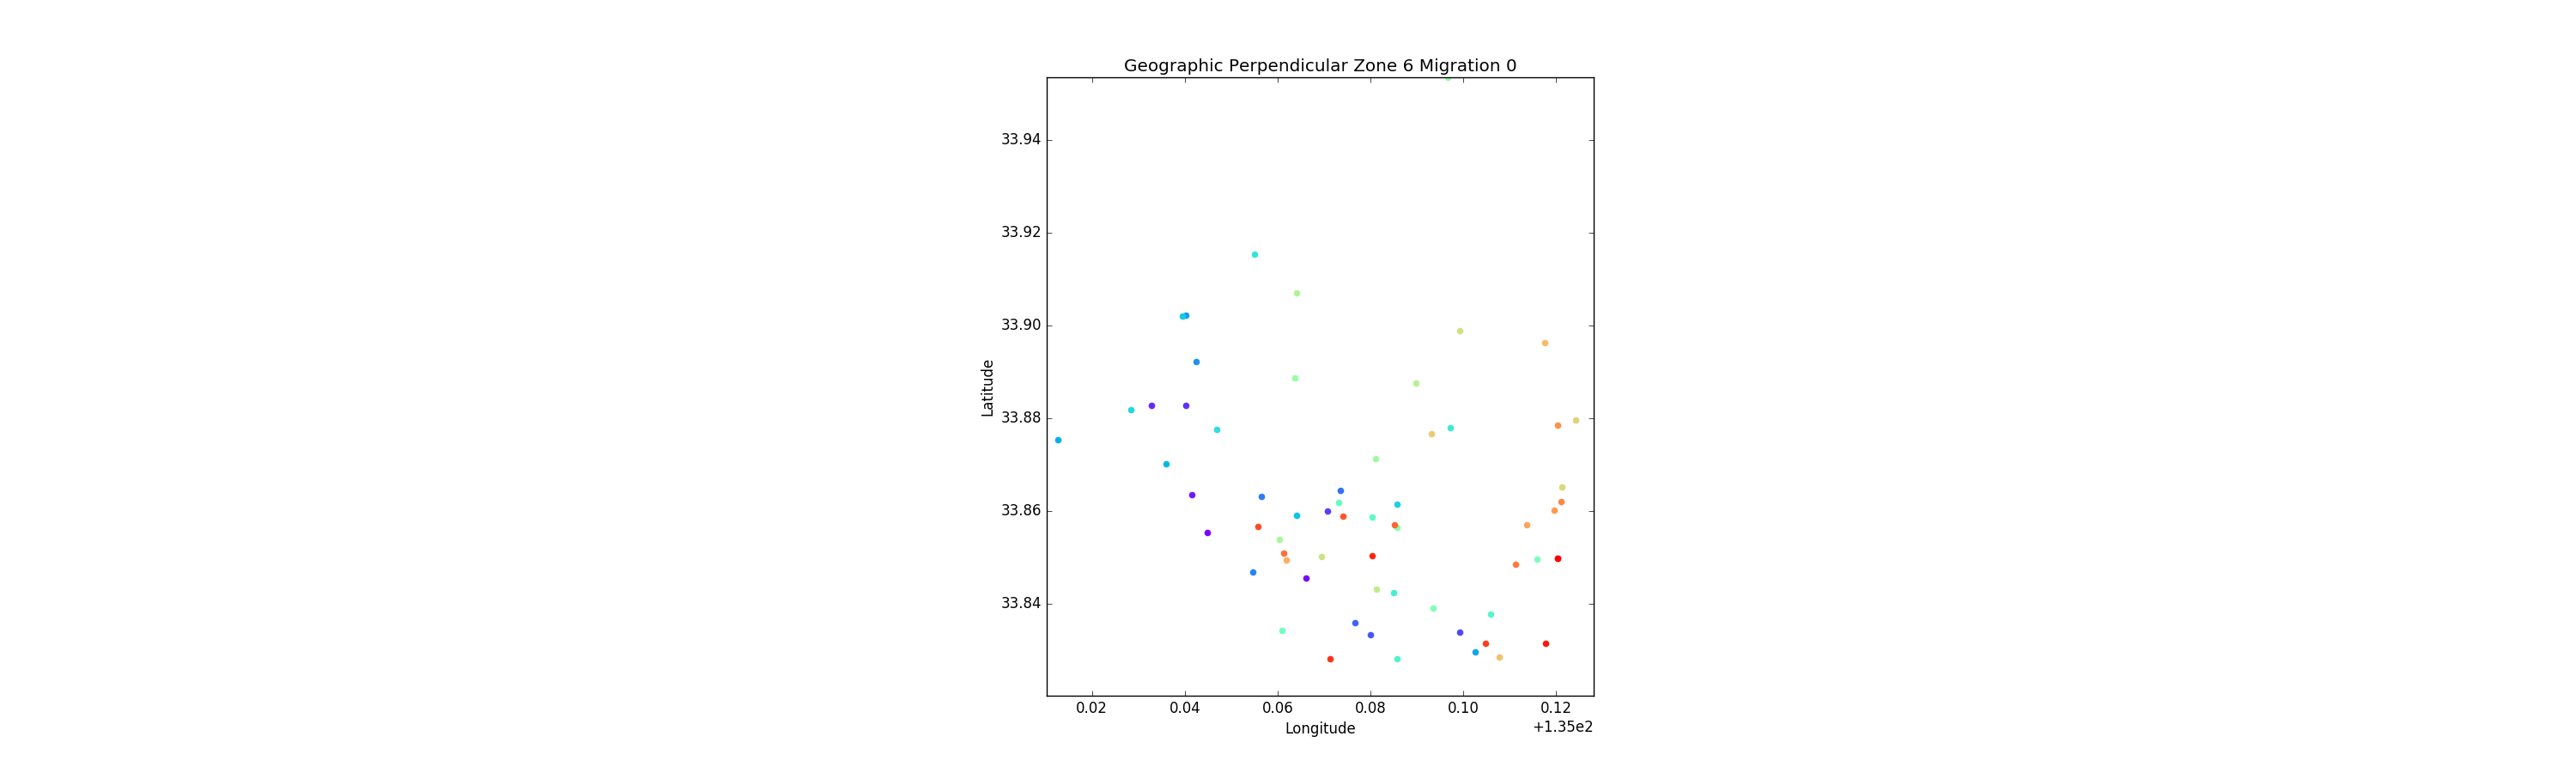 Geographic Perpendicular Zone 6 Migration 0
33.94
33.92
33.90
33.88
33.86
33.84
Latitude
0.02 0.04 0.06 0.08 0.10 0.12
+1.35e2
Longitude